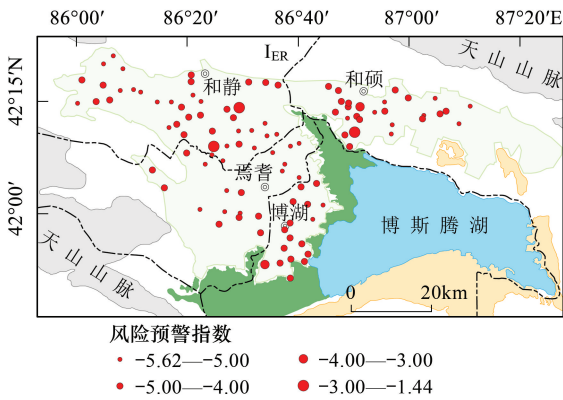 86°00′ 86°20′ 86°40′ 87°00′ 87°20′E
I_ER
天山山脉
42°15′N
和静
和硕
焉耆
42°00′
博湖
博斯腾湖
天山山脉
0 20km
风险预警指数
-5.62—-5.00 -4.00—-3.00
-5.00—-4.00 -3.00—-1.44